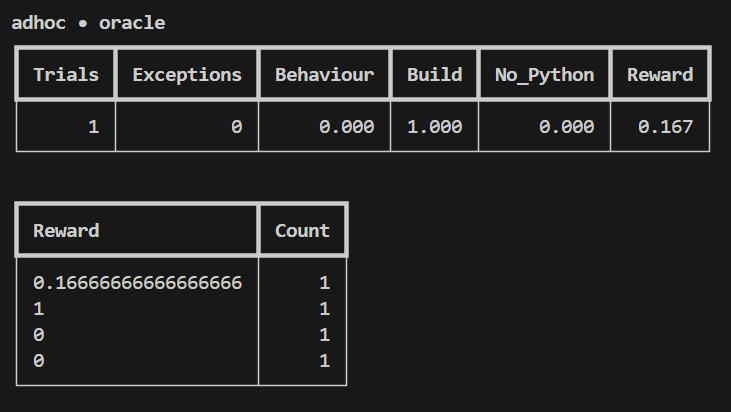 adhoc • oracle
Trials Exceptions Behaviour Build No_Python Reward
1 0 0.000 1.000 0.000 0.167
Reward Count
0.16666666666666666 1
1 1
0 1
0 1